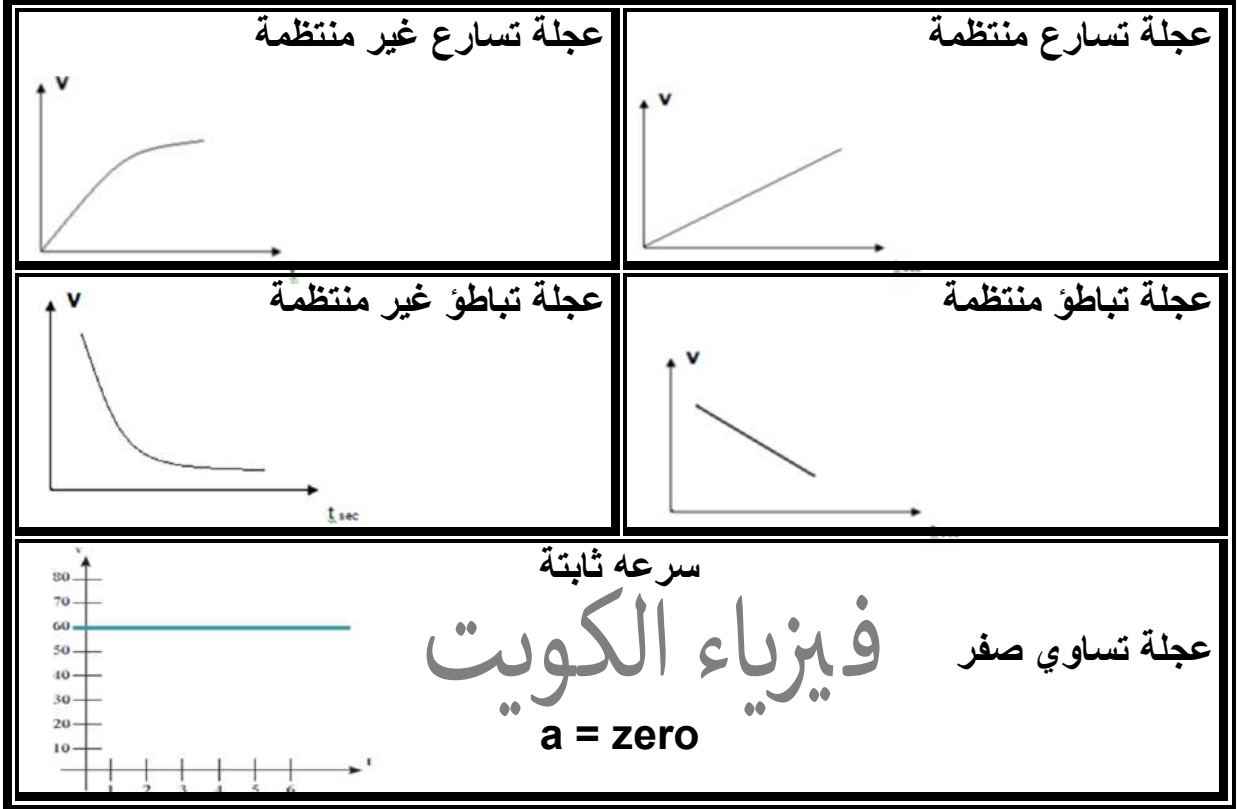 عجلة تسارع منتظمة
v
عجلة تسارع غير منتظمة
v
عجلة تباطؤ منتظمة
v
عجلة تباطؤ غير منتظمة
v
t sec
عجلة تساوي صفر
سرعه ثابتة
فيزياء الكويت
a = zero
v
80
70
60
50
40
30
20
10
1 2 3 4 5 6
t